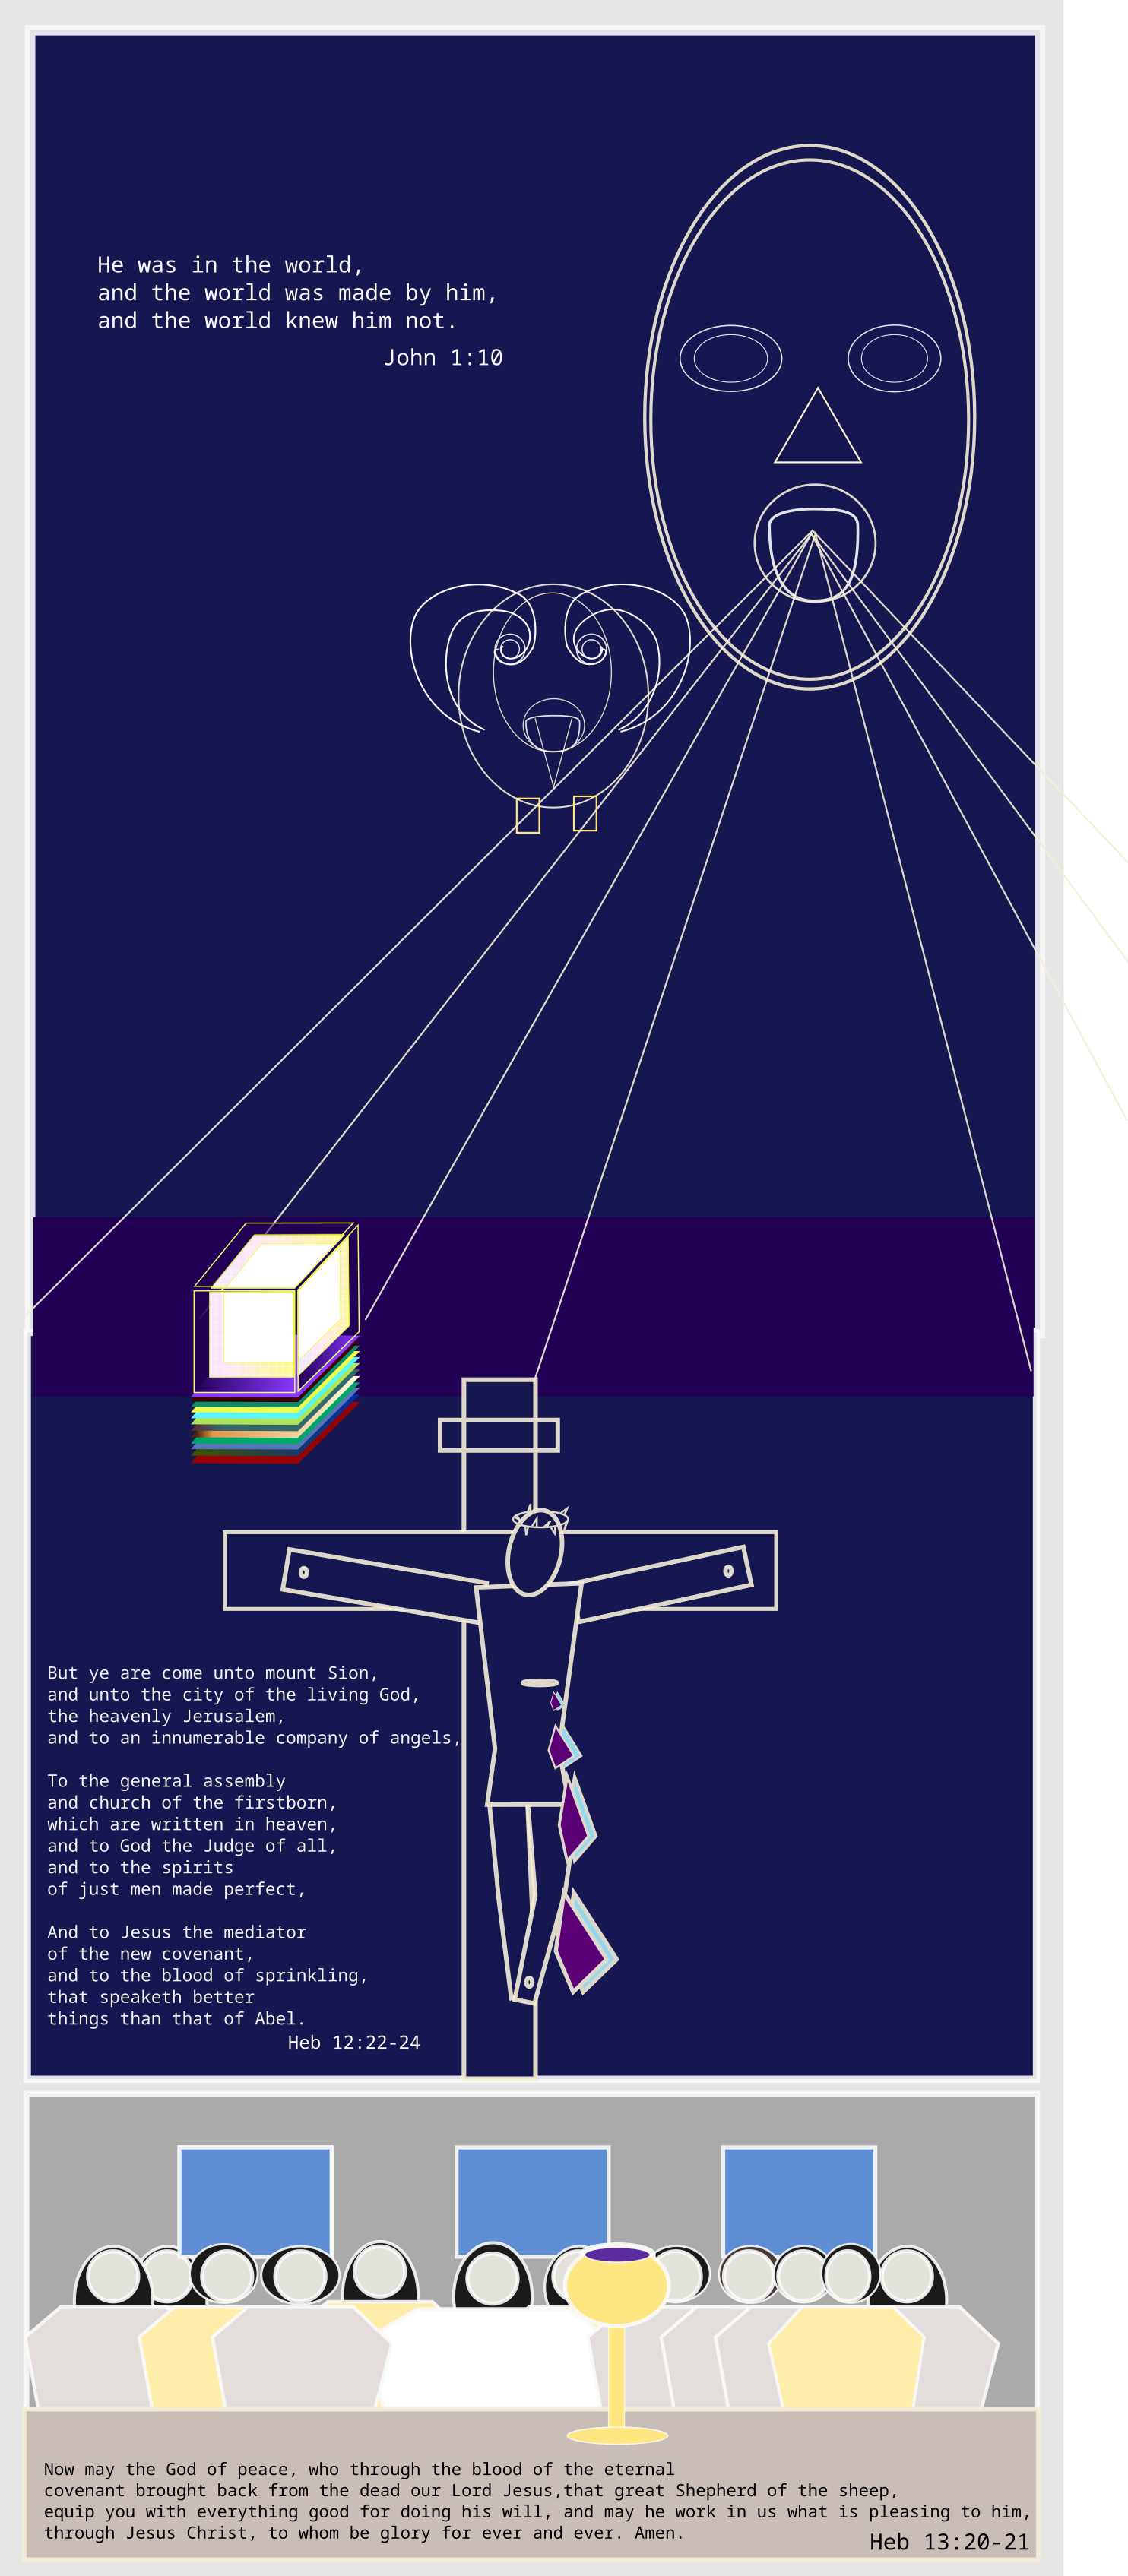 He was in the world,
and the world was made by him,
and the world knew him not.
John 1:10
But ye are come unto mount Sion,
and unto the city of the living God,
the heavenly Jerusalem,
and to an innumerable company of angels,
To the general assembly
and church of the firstborn,
which are written in heaven,
and to God the Judge of all,
and to the spirits
of just men made perfect,
And to Jesus the mediator
of the new covenant,
and to the blood of sprinkling,
that speaketh better
things than that of Abel.
Heb 12:22-24
Now may the God of peace, who through the blood of the eternal
covenant brought back from the dead our Lord Jesus,that great Shepherd of the sheep,
equip you with everything good for doing his will, and may he work in us what is pleasing to him,
through Jesus Christ, to whom be glory for ever and ever. Amen.
Heb 13:20-21